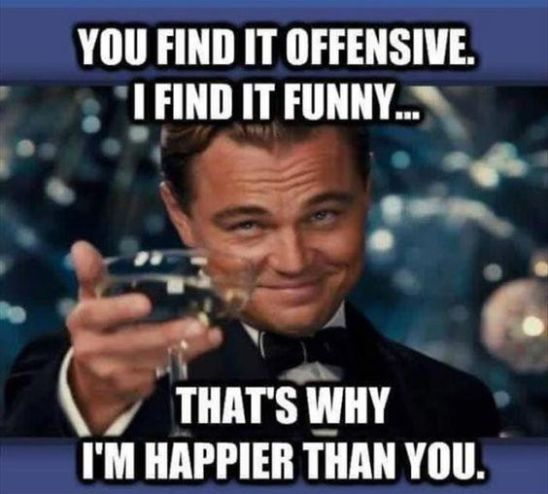 YOU FIND IT OFFENSIVE.
I FIND IT FUNNY...
THAT'S WHY
I'M HAPPIER THAN YOU.